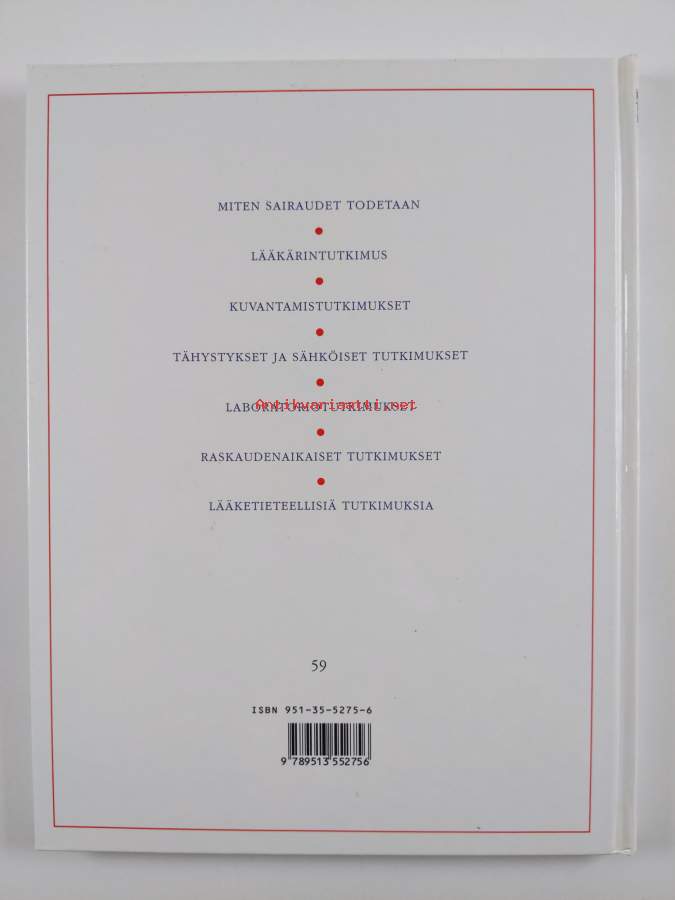 MITEN SAIRAUDET TODETAAN
LÄÄKÄRINTUTKIMUS
KUVANTAMISTUTKIMUKSET
TÄHYSTYKSET JA SÄHKÖISET TUTKIMUKSET
LABORATORIOTUTKIMUKSET
Antikvariaatti.net
RASKAUDENAIKAISET TUTKIMUKSET
LÄÄKETIETEELLISIÄ TUTKIMUKSIA
59
ISBN 951-35-5275-6
9 789513 552756